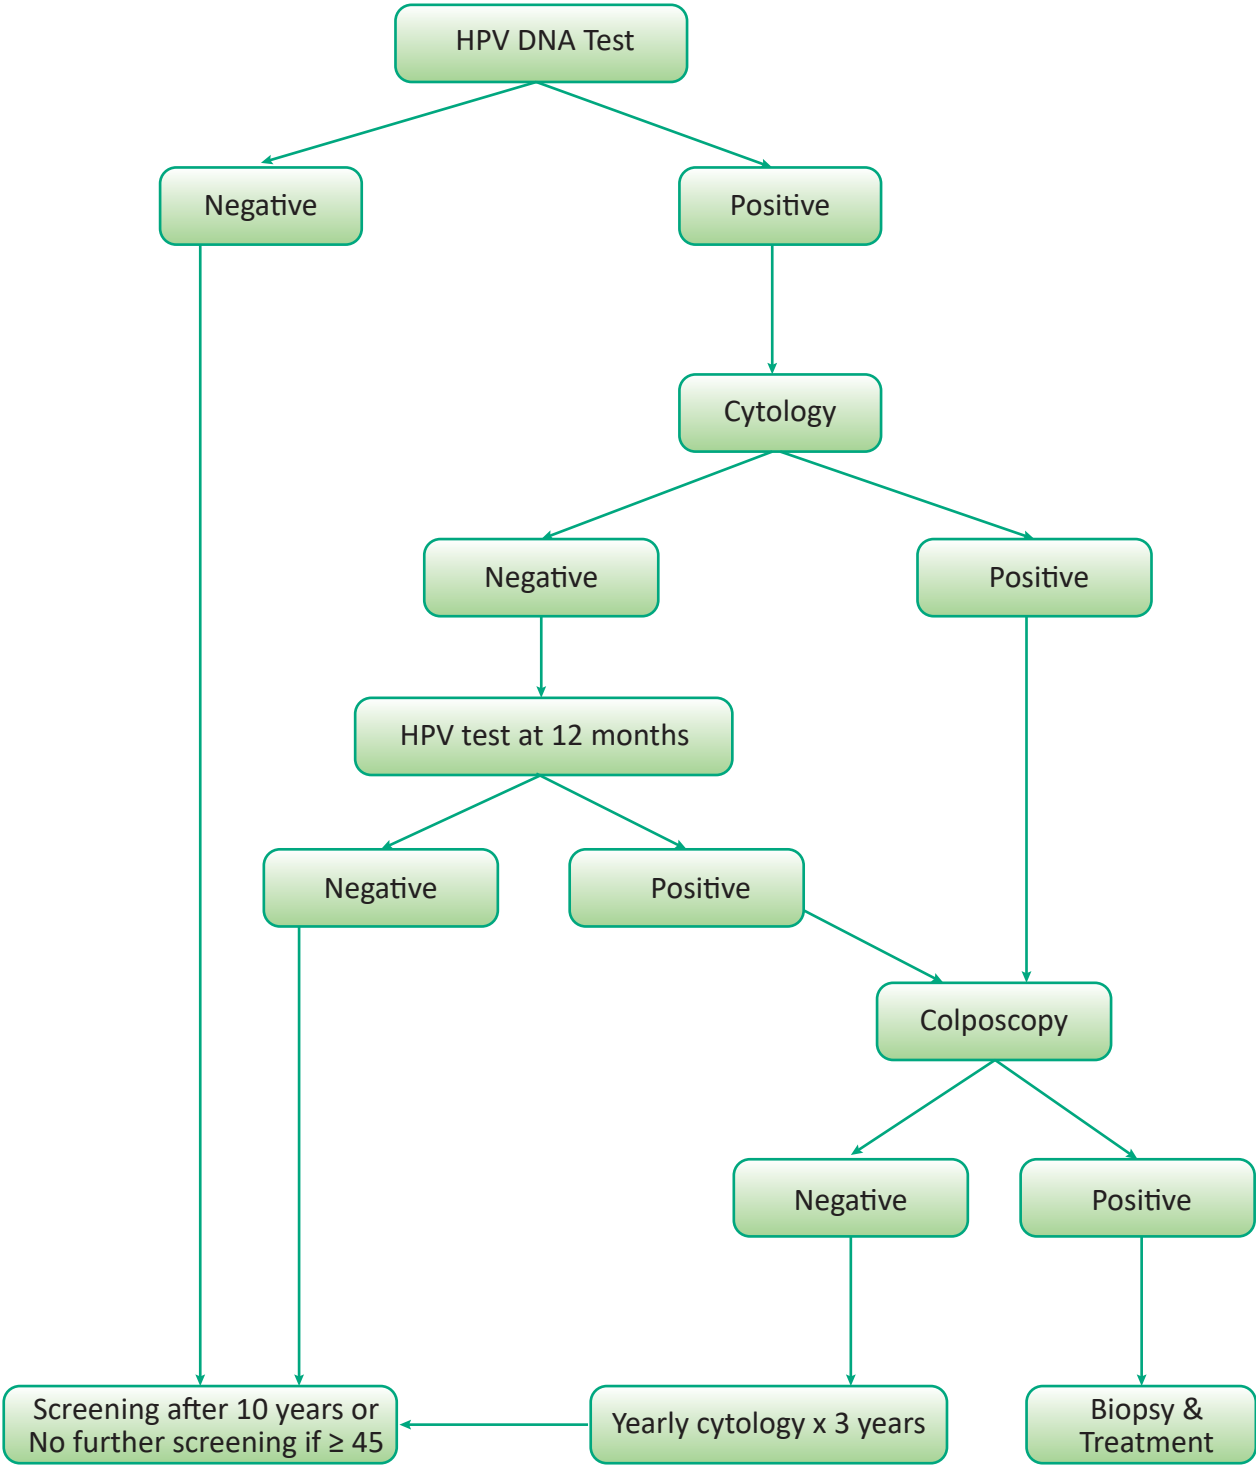 HPV DNA Test
Negative
Positive
Cytology
Negative
Positive
HPV test at 12 months
Negative
Positive
Colposcopy
Negative
Positive
Screening after 10 years or
No further screening if ≥ 45
Yearly cytology x 3 years
Biopsy &
Treatment